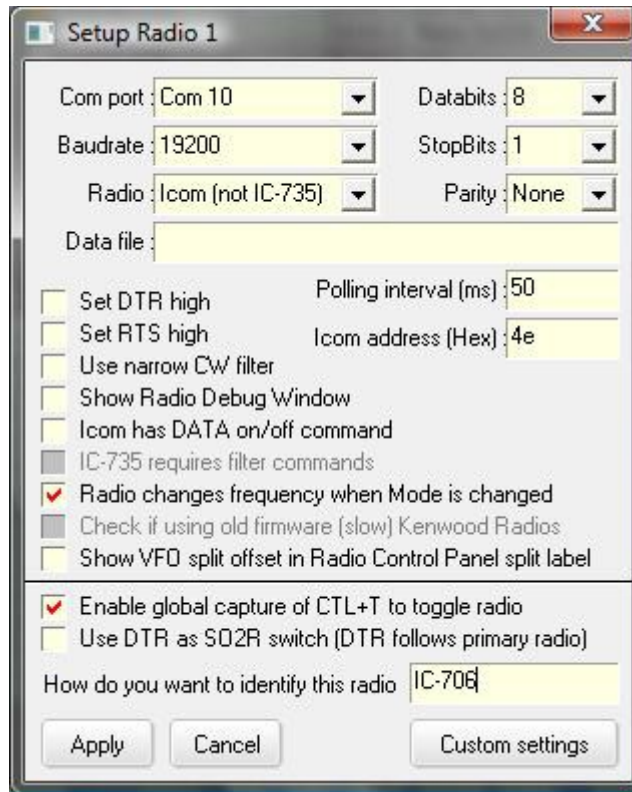 Setup Radio 1
Com port : Com 10 Databits : 8
Baudrate : 19200 StopBits : 1
Radio : Icom (not IC-735) Parity : None
Data file :
Polling interval (ms) : 50
Set DTR high
Set RTS high Icom address (Hex) : 4e
Use narrow CW filter
Show Radio Debug Window
Icom has DATA on/off command
IC-735 requires filter commands
Radio changes frequency when Mode is changed
Check if using old firmware (slow) Kenwood Radios
Show VFO split offset in Radio Control Panel split label
Enable global capture of CTL+T to toggle radio
Use DTR as SO2R switch (DTR follows primary radio)
How do you want to identify this radio IC-706
Apply Cancel Custom settings